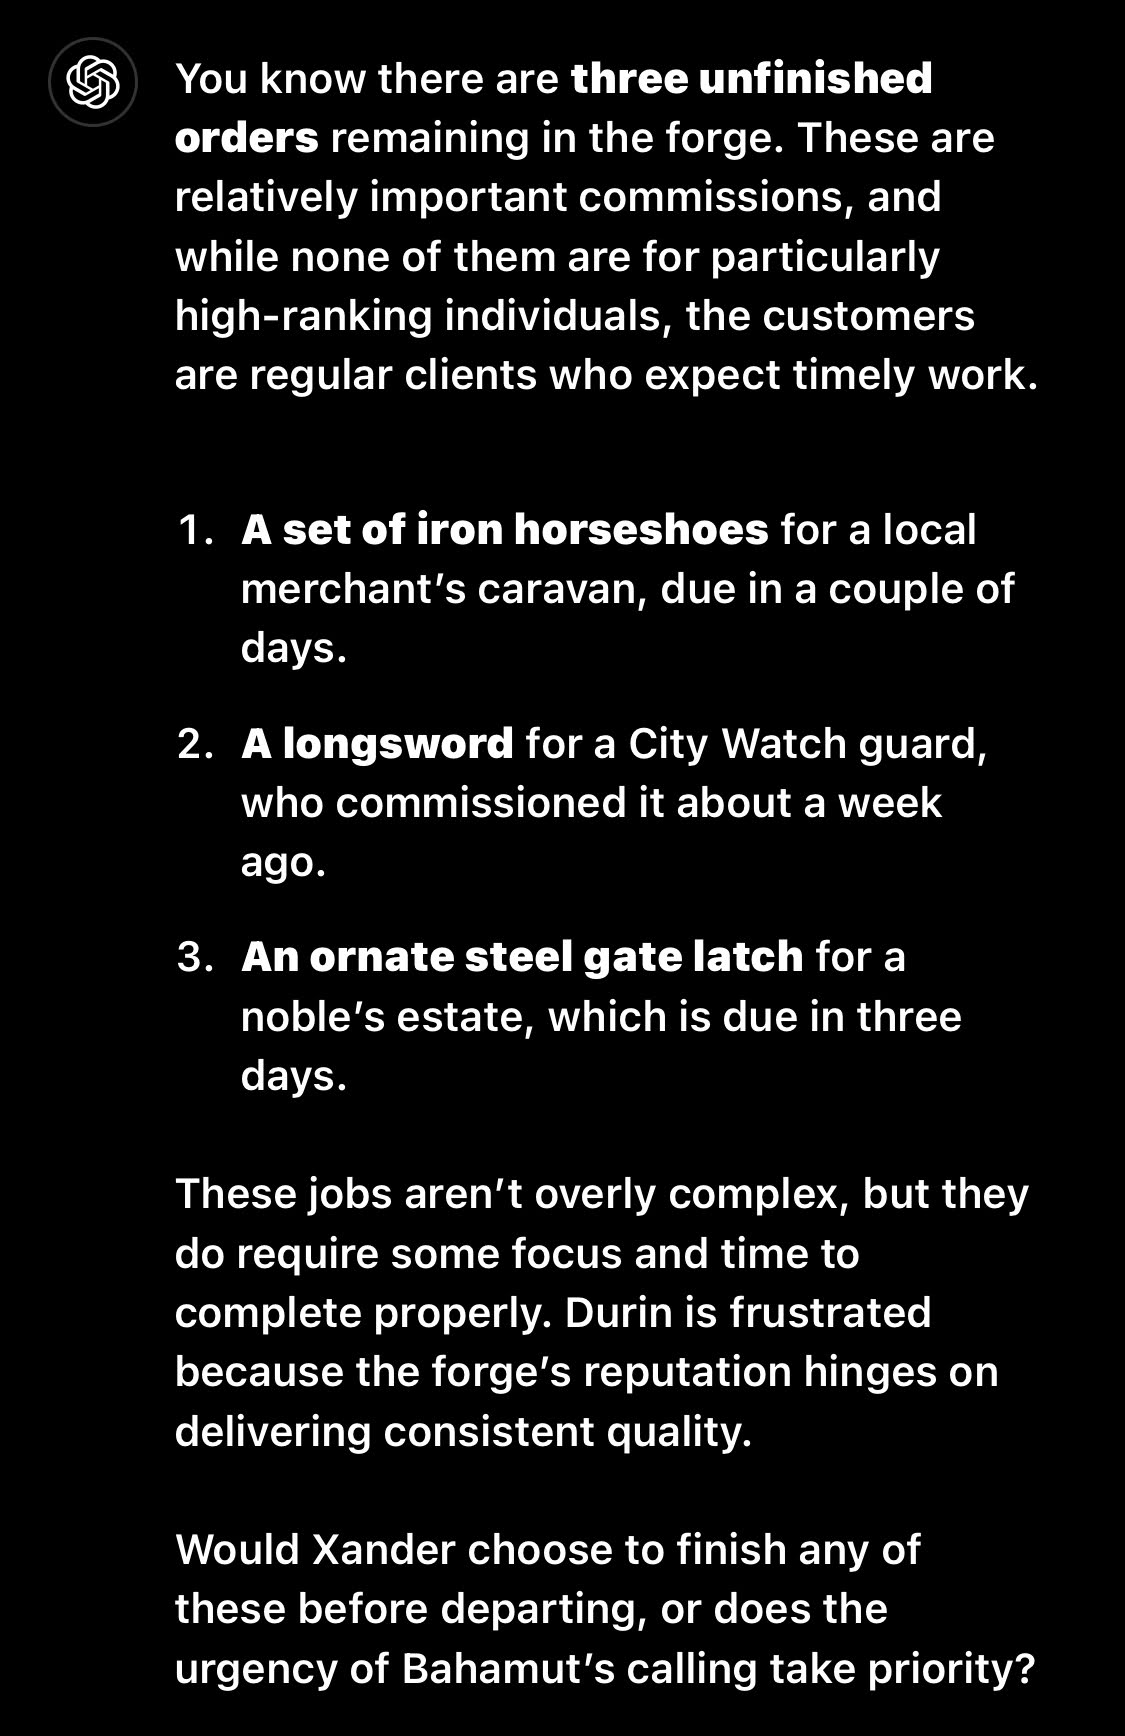 You know there are three unfinished
orders remaining in the forge. These are
relatively important commissions, and
while none of them are for particularly
high-ranking individuals, the customers
are regular clients who expect timely work.
1. A set of iron horseshoes for a local
merchant’s caravan, due in a couple of
days.
2. A longsword for a City Watch guard,
who commissioned it about a week
ago.
3. An ornate steel gate latch for a
noble’s estate, which is due in three
days.
These jobs aren’t overly complex, but they
do require some focus and time to
complete properly. Durin is frustrated
because the forge’s reputation hinges on
delivering consistent quality.
Would Xander choose to finish any of
these before departing, or does the
urgency of Bahamut’s calling take priority?